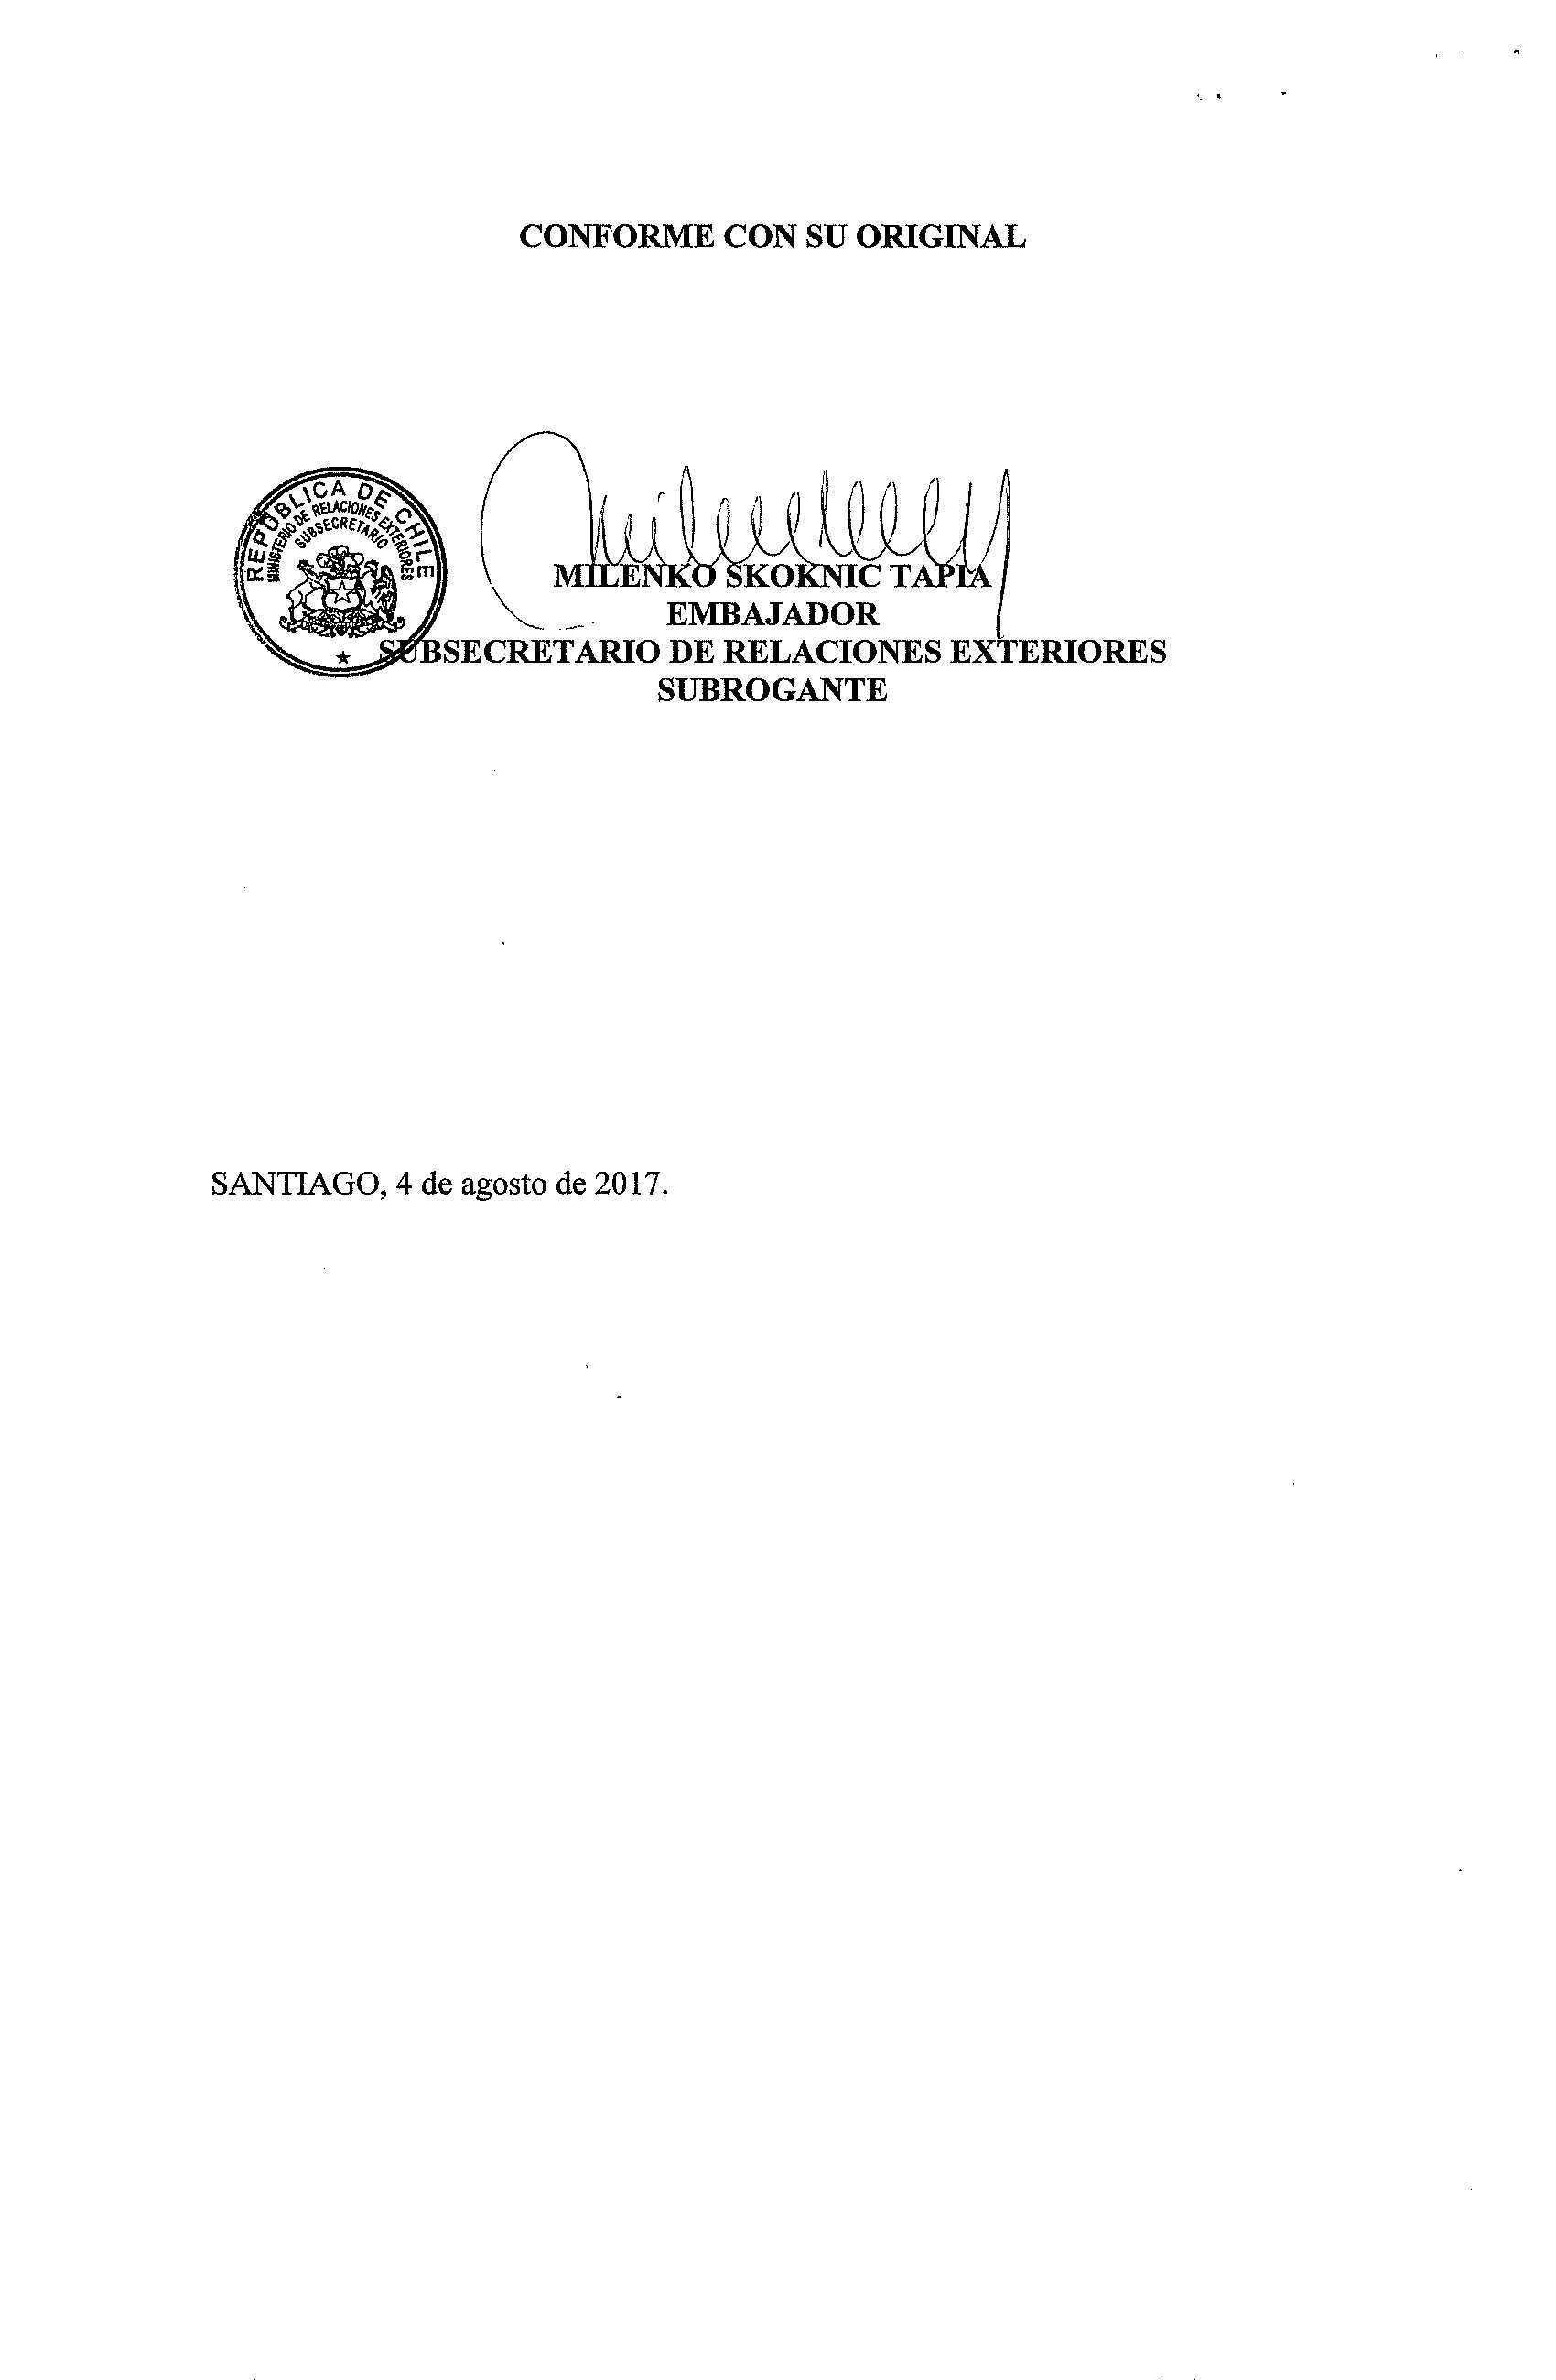 CONFORME CON SU ORIGINAL
REPÚBLICA DE CHILE
MINISTERIO DE RELACIONES EXTERIORES
SUBSECRETARIO
MILENKO SKOKNIC TAPIA
EMBAJADOR
SUBSECRETARIO DE RELACIONES EXTERIORES
SUBROGANTE
SANTIAGO, 4 de agosto de 2017.